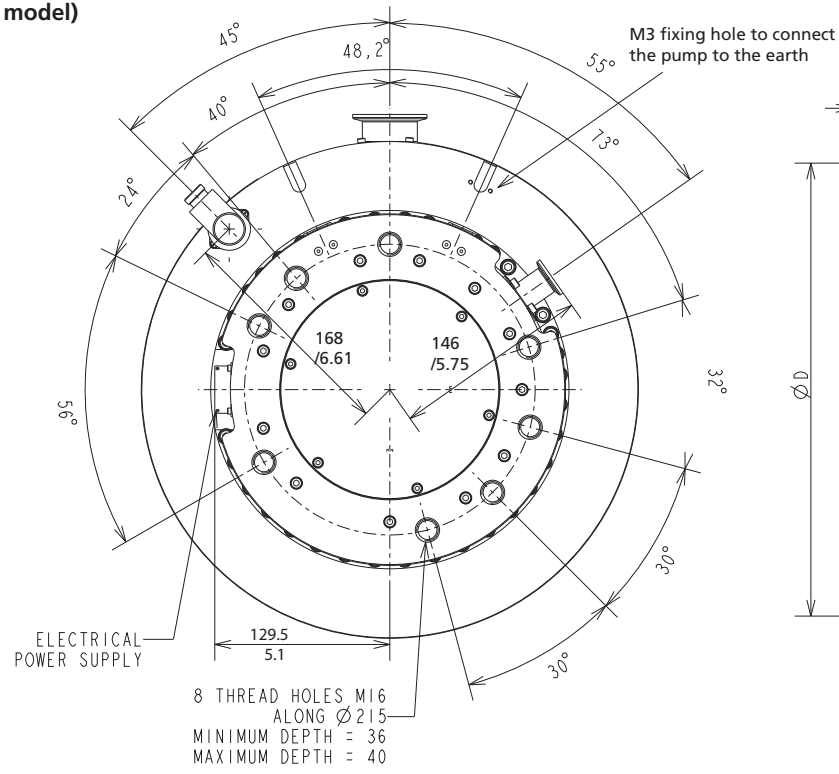 model)
45°
48,2°
M3 fixing hole to connect
the pump to the earth
55°
40°
73°
24°
168
/6.61
146
/5.75
32°
ØD
56°
30°
30°
ELECTRICAL
POWER SUPPLY
129.5
5.1
8 THREAD HOLES M16
ALONG Ø215
MINIMUM DEPTH = 36
MAXIMUM DEPTH = 40